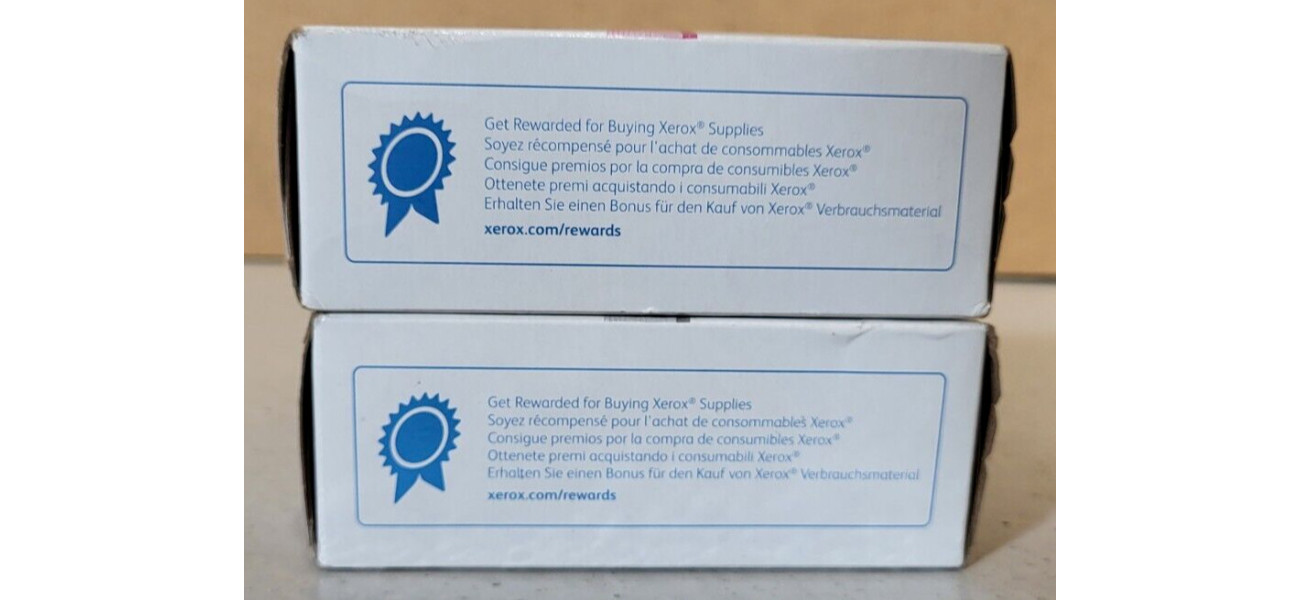 Get Rewarded for Buying Xerox® Supplies
Soyez récompensé pour l'achat de consommables Xerox®
Consigue premios por la compra de consumibles Xerox®
Ottenete premi acquistando i consumabili Xerox®
Erhalten Sie einen Bonus für den Kauf von Xerox® Verbrauchsmaterial
xerox.com/rewards
Get Rewarded for Buying Xerox® Supplies
Soyez récompensé pour l'achat de consommables Xerox®
Consigue premios por la compra de consumibles Xerox®
Ottenete premi acquistando i consumabili Xerox®
Erhalten Sie einen Bonus für den Kauf von Xerox® Verbrauchsmaterial
xerox.com/rewards